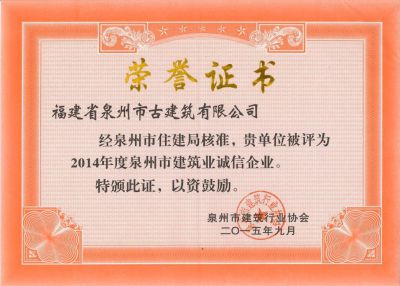 荣誉证书
福建省泉州市古建筑有限公司
经泉州市住建局核准，贵单位被评为
2014年度泉州市建筑业诚信企业。
特颁此证，以资鼓励。
泉州市建筑行业协会
二〇一五年九月